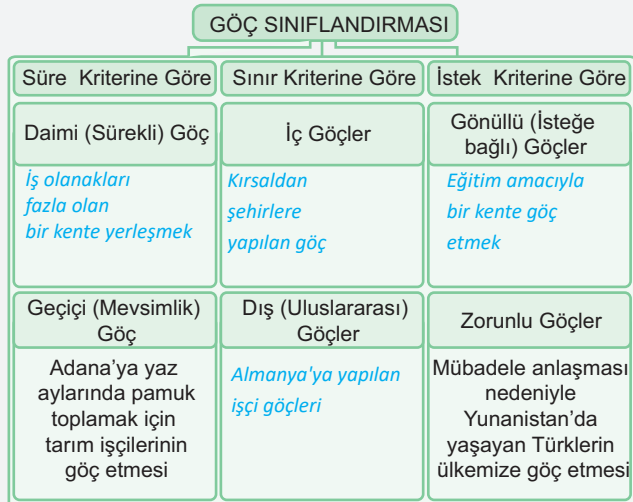 GÖÇ SINIFLANDIRMASI
Süre Kriterine Göre
Sınır Kriterine Göre
İstek Kriterine Göre
Daimi (Sürekli) Göç
İç Göçler
Gönüllü (İsteğe
bağlı) Göçler
İş olanakları
fazla olan
bir kente yerleşmek
Kırsaldan
şehirlere
yapılan göç
Eğitim amacıyla
bir kente göç
etmek
Geçiçi (Mevsimlik)
Göç
Dış (Uluslararası)
Göçler
Zorunlu Göçler
Adana’ya yaz
aylarında pamuk
toplamak için
tarım işçilerinin
göç etmesi
Almanya'ya yapılan
işçi göçleri
Mübadele anlaşması
nedeniyle
Yunanistan’da
yaşayan Türklerin
ülkemize göç etmesi